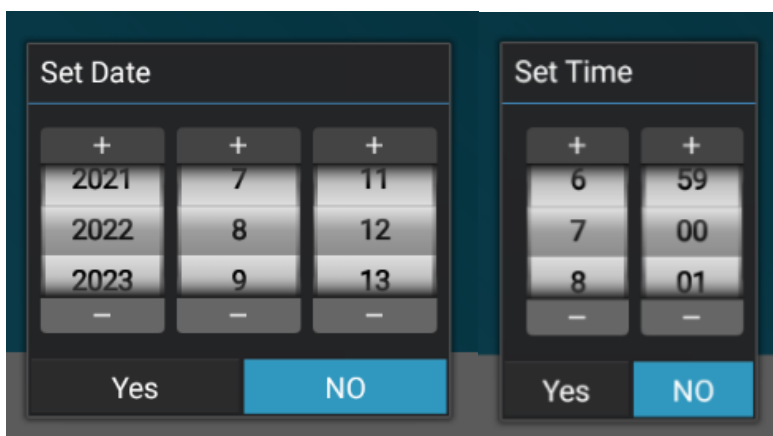 Set Date
+ + +
2021 7 11
2022 8 12
2023 9 13
− − −
Yes NO
Set Time
+ +
6 59
7 00
8 01
− −
Yes NO